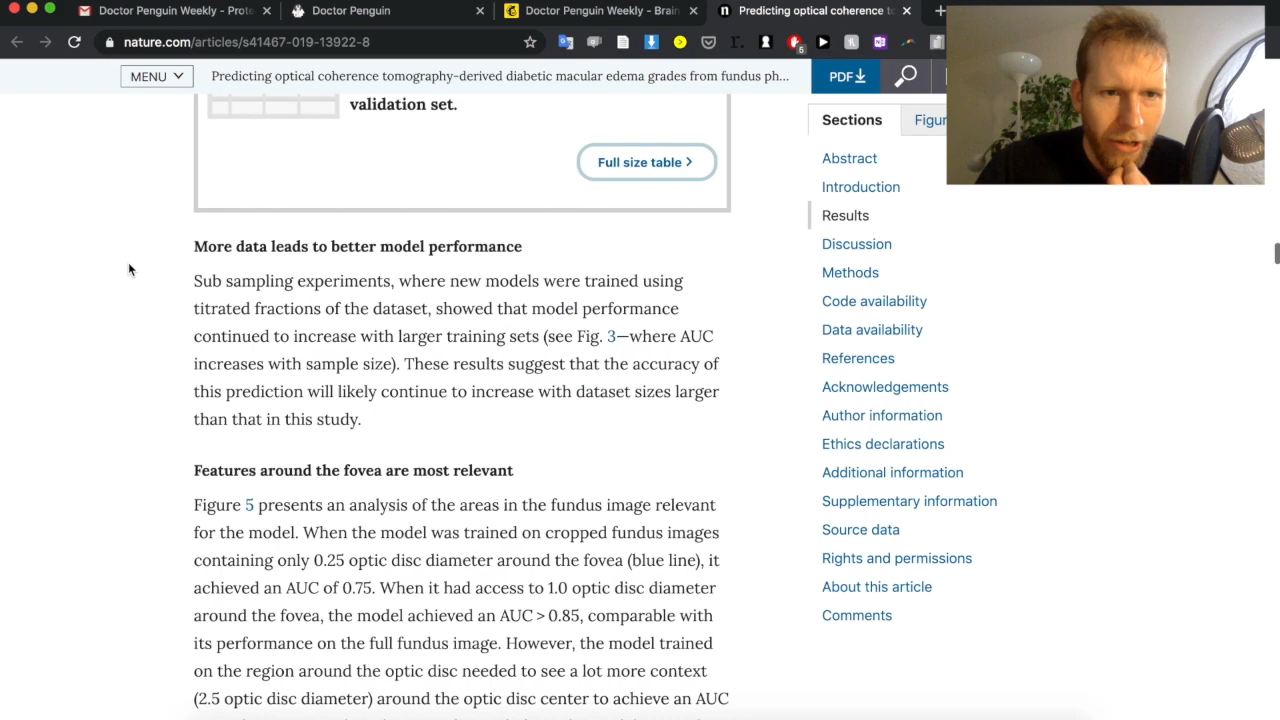 Doctor Penguin Weekly - Prote
Doctor Penguin
Doctor Penguin Weekly - Brain
Predicting optical coherence to
nature.com/articles/s41467-019-13922-8
5
MENU
Predicting optical coherence tomography-derived diabetic macular edema grades from fundus ph...
PDF
validation set.
Full size table
More data leads to better model performance
Sub sampling experiments, where new models were trained using
titrated fractions of the dataset, showed that model performance
continued to increase with larger training sets (see Fig. 3—where AUC
increases with sample size). These results suggest that the accuracy of
this prediction will likely continue to increase with dataset sizes larger
than that in this study.
Features around the fovea are most relevant
Figure 5 presents an analysis of the areas in the fundus image relevant
for the model. When the model was trained on cropped fundus images
containing only 0.25 optic disc diameter around the fovea (blue line), it
achieved an AUC of 0.75. When it had access to 1.0 optic disc diameter
around the fovea, the model achieved an AUC > 0.85, comparable with
its performance on the full fundus image. However, the model trained
on the region around the optic disc needed to see a lot more context
(2.5 optic disc diameter) around the optic disc center to achieve an AUC
Sections
Figur
Abstract
Introduction
Results
Discussion
Methods
Code availability
Data availability
References
Acknowledgements
Author information
Ethics declarations
Additional information
Supplementary information
Source data
Rights and permissions
About this article
Comments